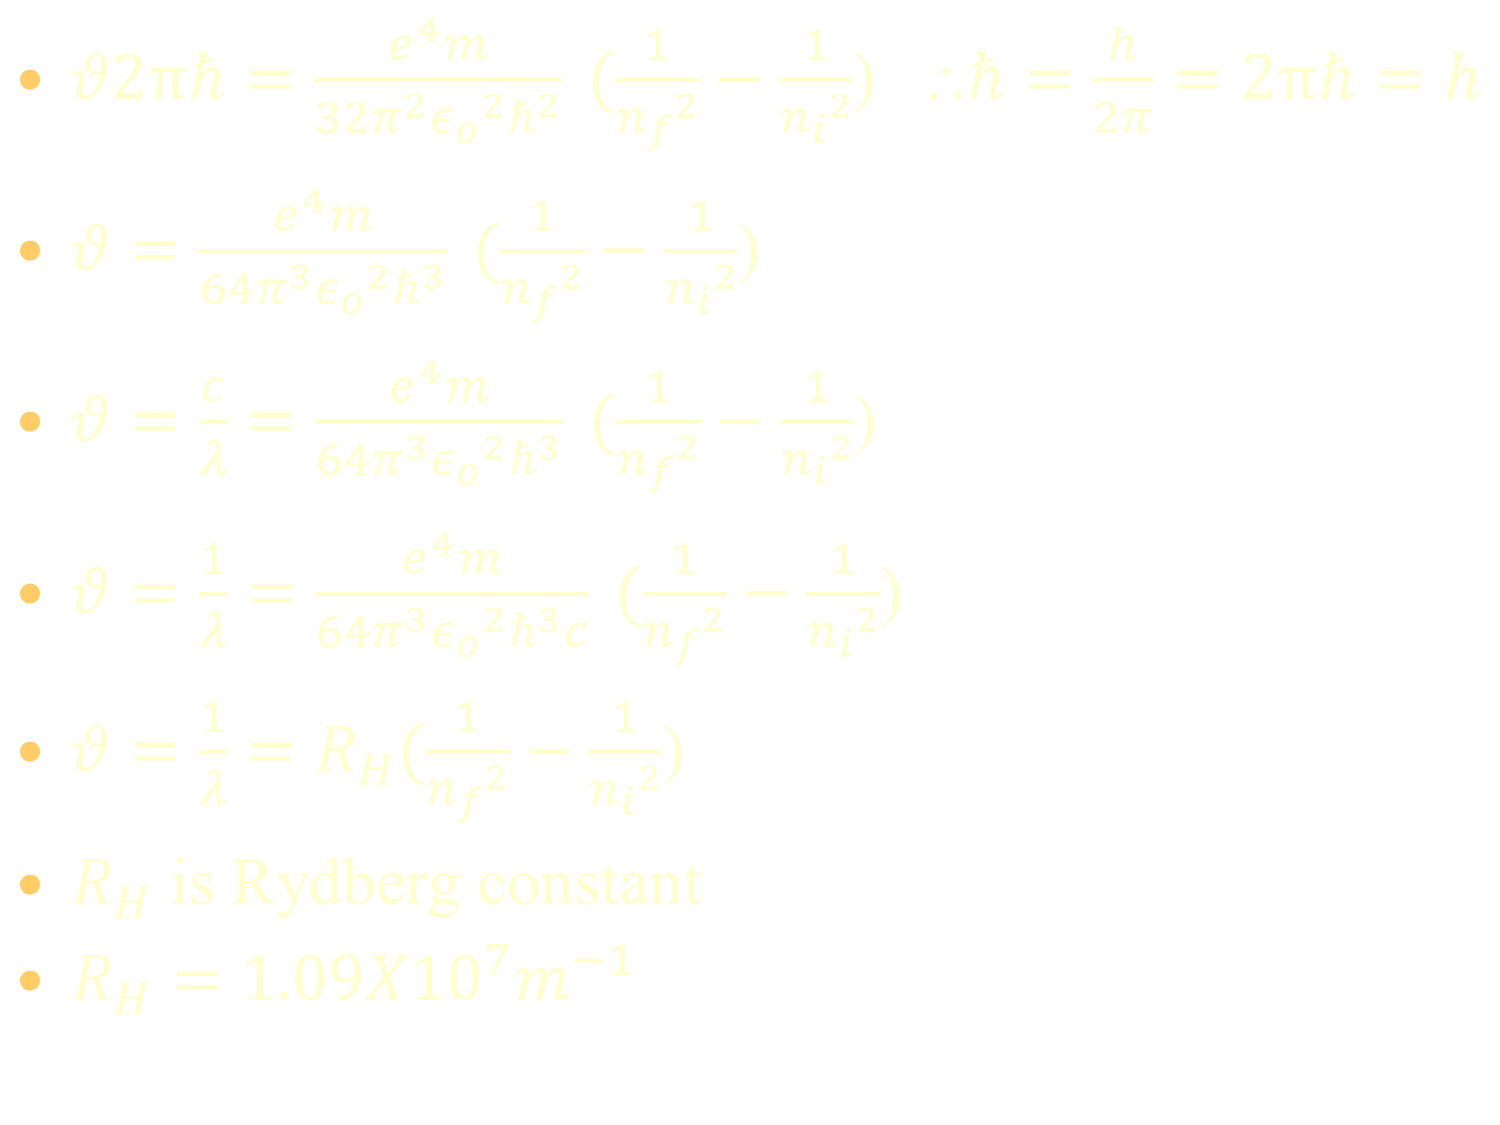 • 𝜗2πℏ = e⁴m / 32π²ϵₒ²ℏ² (1/n_f² − 1/n_i²) ∴ℏ = h/2π = 2πℏ = h
• 𝜗 = e⁴m / 64π³ϵₒ²ℏ³ (1/n_f² − 1/n_i²)
• 𝜗 = c/λ = e⁴m / 64π³ϵₒ²ℏ³ (1/n_f² − 1/n_i²)
• 𝜗 = 1/λ = e⁴m / 64π³ϵₒ²ℏ³c (1/n_f² − 1/n_i²)
• 𝜗 = 1/λ = R_H(1/n_f² − 1/n_i²)
• R_H is Rydberg constant
• R_H = 1.09X10⁷m⁻¹